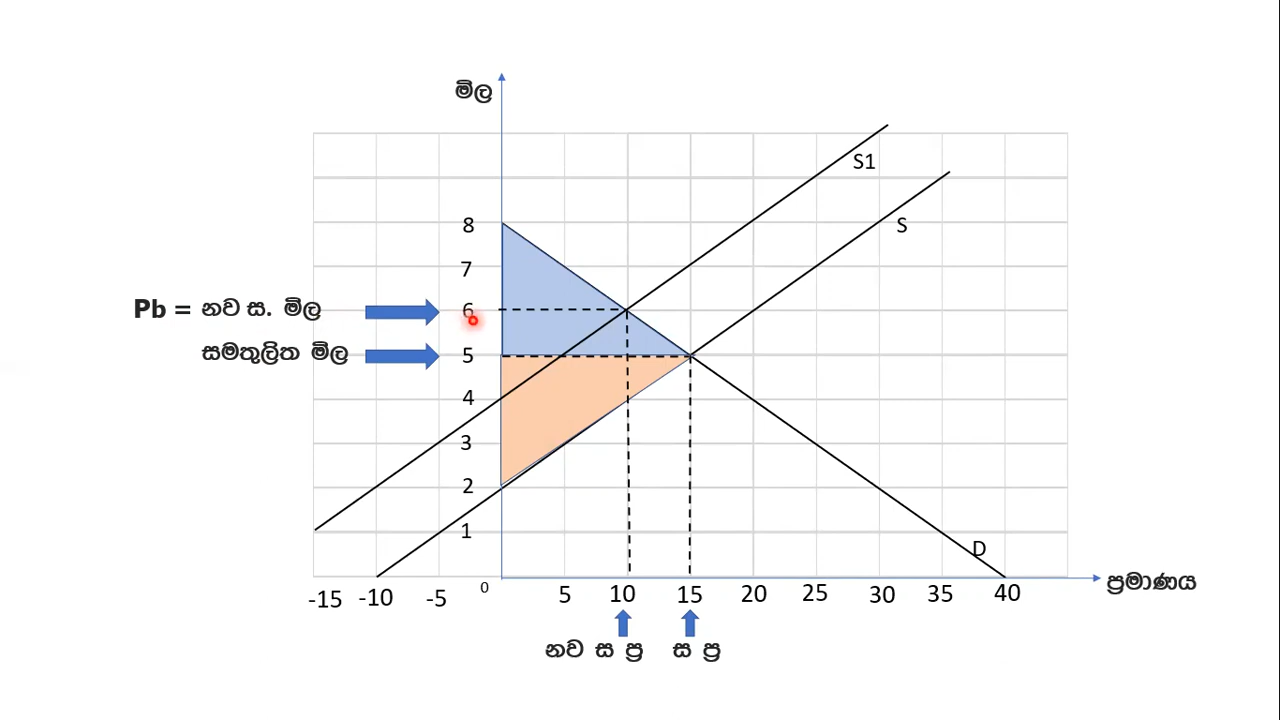 මිල
S1
S
8
7
Pb = නව ස. මිල
6
සමතුලිත මිල
5
4
3
2
1
D
0
ප්‍රමාණය
-15 -10 -5 5 10 15 20 25 30 35 40
නව ස ප්‍ර ස ප්‍ර